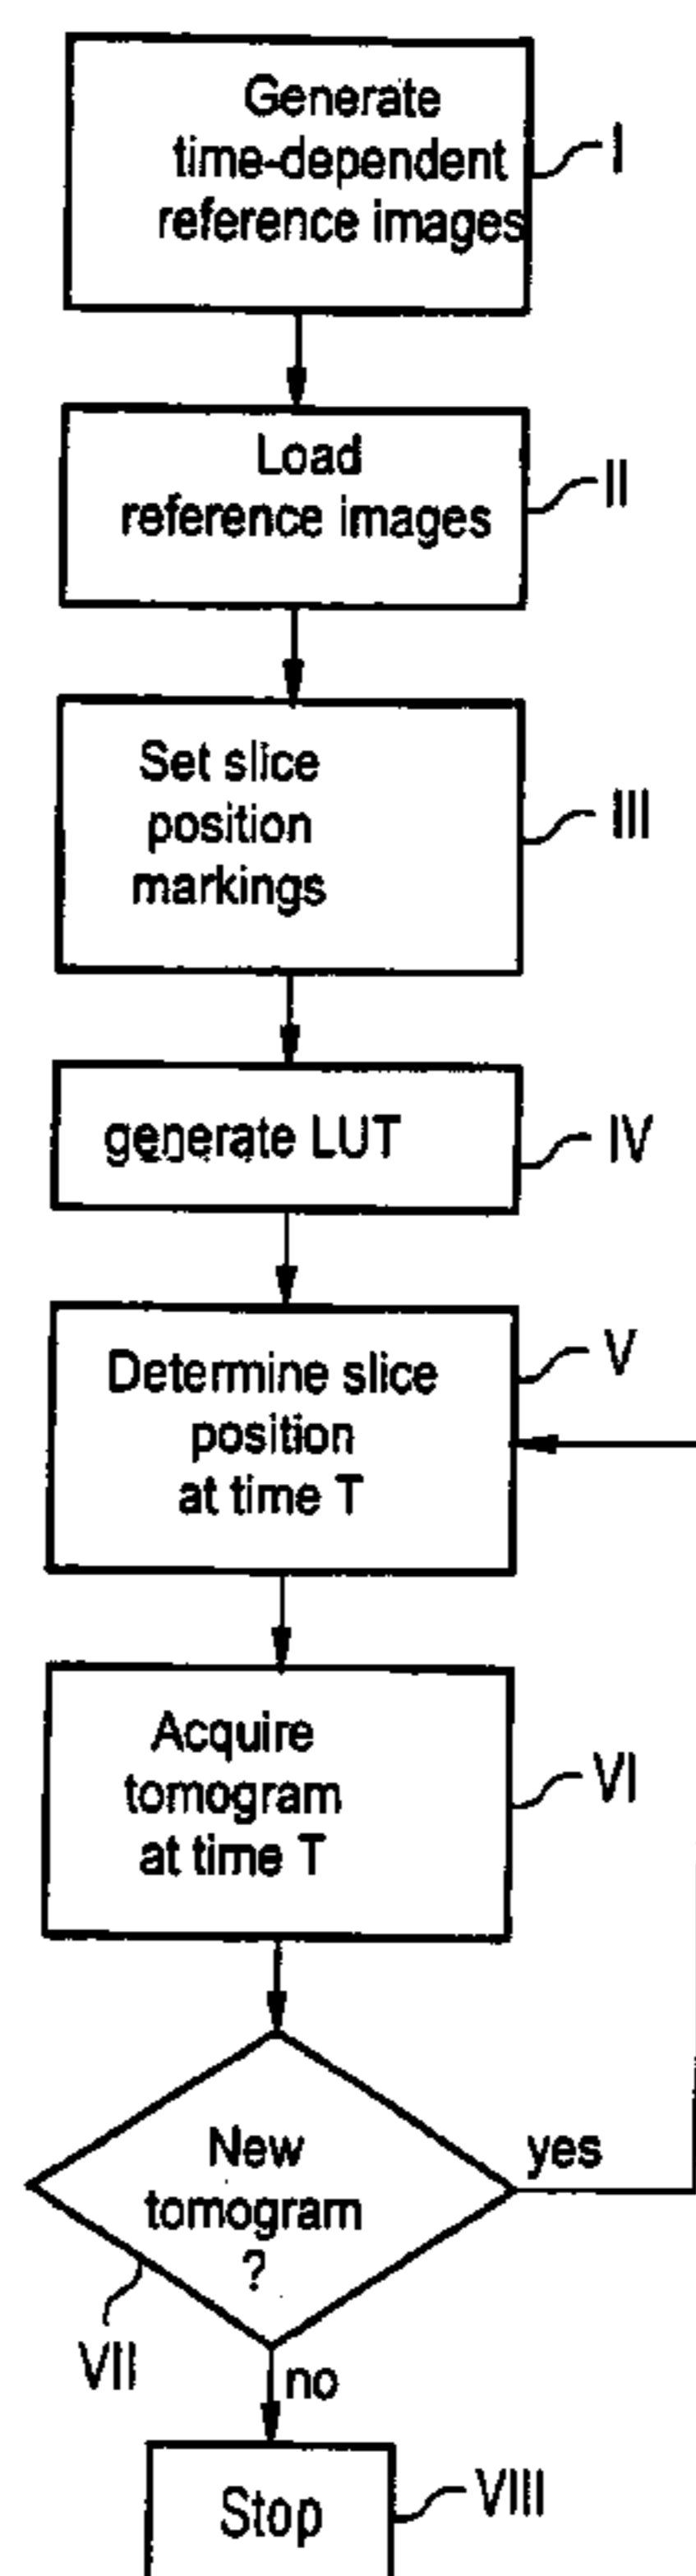 Generate
time-dependent
reference images
I
Load
reference images
II
Set slice
position
markings
III
generate LUT
IV
Determine slice
position
at time T
V
Acquire
tomogram
at time T
VI
New
tomogram
?
yes
VII
no
Stop
VIII